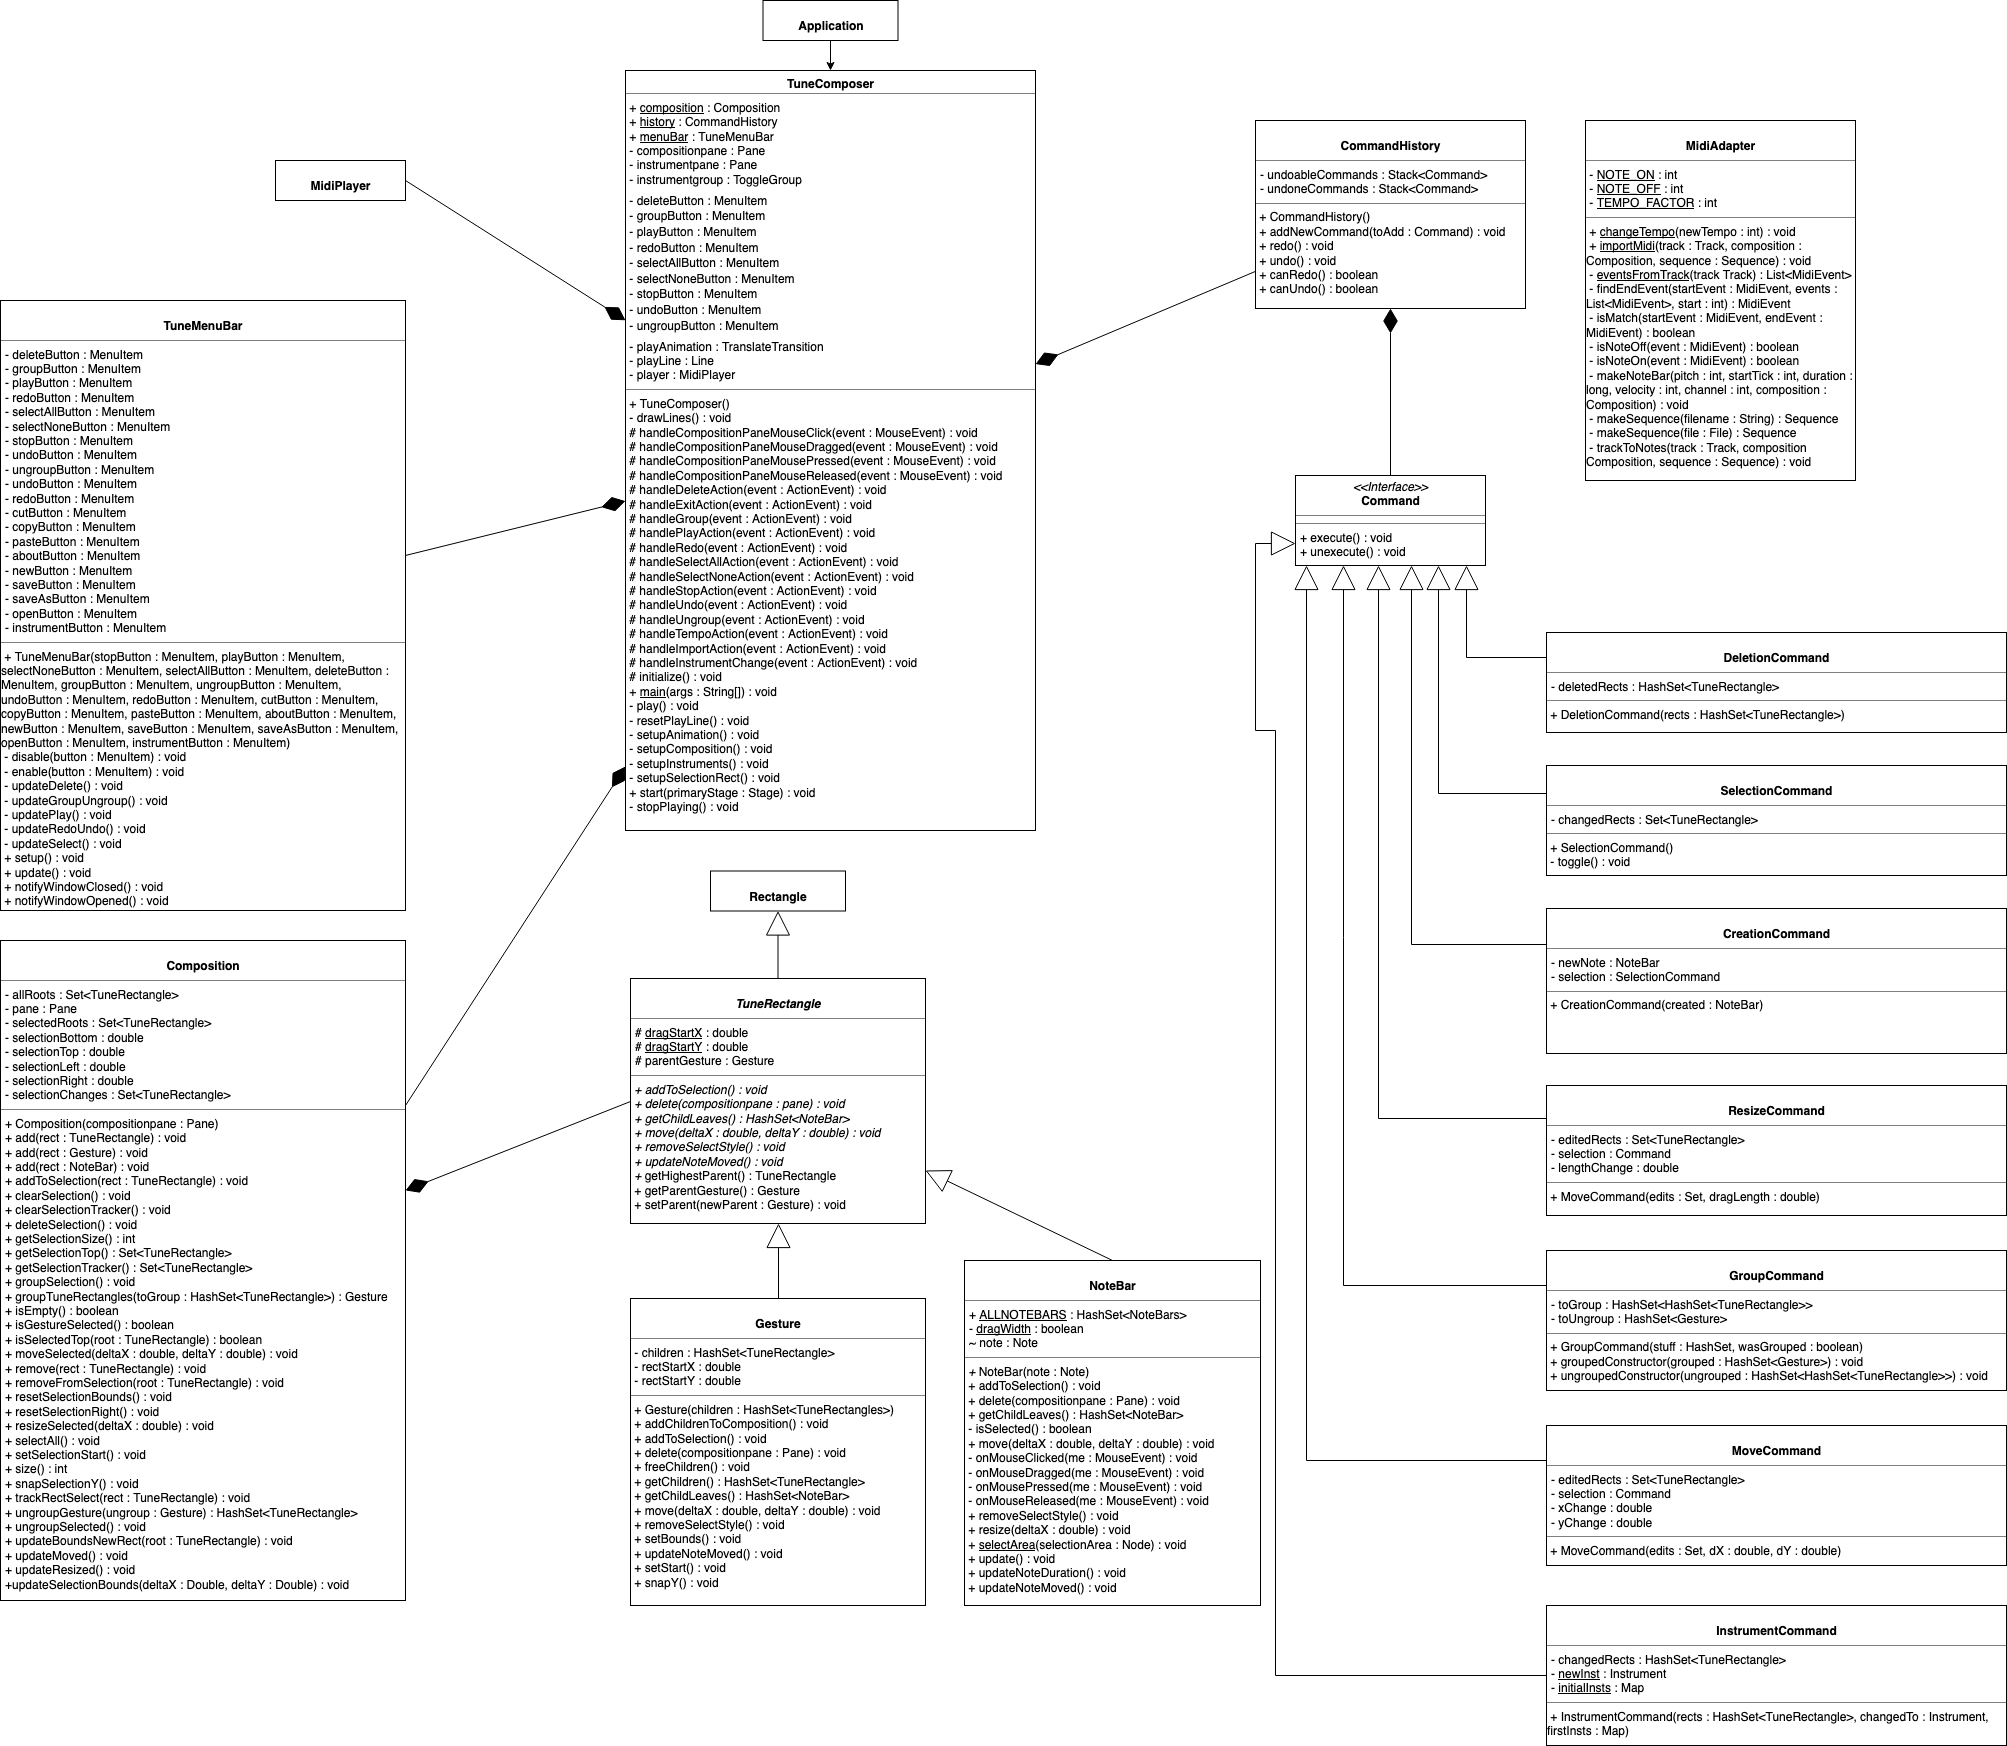 Application
TuneComposer
+ composition : Composition
+ history : CommandHistory
+ menuBar : TuneMenuBar
- compositionpane : Pane
- instrumentpane : Pane
- instrumentgroup : ToggleGroup
- deleteButton : MenuItem
- groupButton : MenuItem
- playButton : MenuItem
- redoButton : MenuItem
- selectAllButton : MenuItem
- selectNoneButton : MenuItem
- stopButton : MenuItem
- undoButton : MenuItem
- ungroupButton : MenuItem
- playAnimation : TranslateTransition
- playLine : Line
- player : MidiPlayer
+ TuneComposer()
- drawLines() : void
# handleCompositionPaneMouseClick(event : MouseEvent) : void
# handleCompositionPaneMouseDragged(event : MouseEvent) : void
# handleCompositionPaneMousePressed(event : MouseEvent) : void
# handleCompositionPaneMouseReleased(event : MouseEvent) : void
# handleDeleteAction(event : ActionEvent) : void
# handleExitAction(event : ActionEvent) : void
# handleGroup(event : ActionEvent) : void
# handlePlayAction(event : ActionEvent) : void
# handleRedo(event : ActionEvent) : void
# handleSelectAllAction(event : ActionEvent) : void
# handleSelectNoneAction(event : ActionEvent) : void
# handleStopAction(event : ActionEvent) : void
# handleUndo(event : ActionEvent) : void
# handleUngroup(event : ActionEvent) : void
# handleTempoAction(event : ActionEvent) : void
# handleImportAction(event : ActionEvent) : void
# handleInstrumentChange(event : ActionEvent) : void
# initialize() : void
+ main(args : String[]) : void
- play() : void
- resetPlayLine() : void
- setupAnimation() : void
- setupComposition() : void
- setupInstruments() : void
- setupSelectionRect() : void
+ start(primaryStage : Stage) : void
- stopPlaying() : void
MidiPlayer
CommandHistory
- undoableCommands : Stack<Command>
- undoneCommands : Stack<Command>
+ CommandHistory()
+ addNewCommand(toAdd : Command) : void
+ redo() : void
+ undo() : void
+ canRedo() : boolean
+ canUndo() : boolean
MidiAdapter
- NOTE_ON : int
- NOTE_OFF : int
- TEMPO_FACTOR : int
+ changeTempo(newTempo : int) : void
+ importMidi(track : Track, composition :
Composition, sequence : Sequence) : void
- eventsFromTrack(track Track) : List<MidiEvent>
- findEndEvent(startEvent : MidiEvent, events :
List<MidiEvent>, start : int) : MidiEvent
- isMatch(startEvent : MidiEvent, endEvent :
MidiEvent) : boolean
- isNoteOff(event : MidiEvent) : boolean
- isNoteOn(event : MidiEvent) : boolean
- makeNoteBar(pitch : int, startTick : int, duration :
long, velocity : int, channel : int, composition :
Composition) : void
- makeSequence(filename : String) : Sequence
- makeSequence(file : File) : Sequence
- trackToNotes(track : Track, composition
Composition, sequence : Sequence) : void
TuneMenuBar
- deleteButton : MenuItem
- groupButton : MenuItem
- playButton : MenuItem
- redoButton : MenuItem
- selectAllButton : MenuItem
- selectNoneButton : MenuItem
- stopButton : MenuItem
- undoButton : MenuItem
- ungroupButton : MenuItem
- undoButton : MenuItem
- redoButton : MenuItem
- cutButton : MenuItem
- copyButton : MenuItem
- pasteButton : MenuItem
- aboutButton : MenuItem
- newButton : MenuItem
- saveButton : MenuItem
- saveAsButton : MenuItem
- openButton : MenuItem
- instrumentButton : MenuItem
+ TuneMenuBar(stopButton : MenuItem, playButton : MenuItem,
selectNoneButton : MenuItem, selectAllButton : MenuItem, deleteButton :
MenuItem, groupButton : MenuItem, ungroupButton : MenuItem,
undoButton : MenuItem, redoButton : MenuItem, cutButton : MenuItem,
copyButton : MenuItem, pasteButton : MenuItem, aboutButton : MenuItem,
newButton : MenuItem, saveButton : MenuItem, saveAsButton : MenuItem,
openButton : MenuItem, instrumentButton : MenuItem)
- disable(button : MenuItem) : void
- enable(button : MenuItem) : void
- updateDelete() : void
- updateGroupUngroup() : void
- updatePlay() : void
- updateRedoUndo() : void
- updateSelect() : void
+ setup() : void
+ update() : void
+ notifyWindowClosed() : void
+ notifyWindowOpened() : void
<<Interface>>
Command
+ execute() : void
+ unexecute() : void
DeletionCommand
- deletedRects : HashSet<TuneRectangle>
+ DeletionCommand(rects : HashSet<TuneRectangle>)
SelectionCommand
- changedRects : Set<TuneRectangle>
+ SelectionCommand()
- toggle() : void
CreationCommand
- newNote : NoteBar
- selection : SelectionCommand
+ CreationCommand(created : NoteBar)
ResizeCommand
- editedRects : Set<TuneRectangle>
- selection : Command
- lengthChange : double
+ MoveCommand(edits : Set, dragLength : double)
GroupCommand
- toGroup : HashSet<HashSet<TuneRectangle>>
- toUngroup : HashSet<Gesture>
+ GroupCommand(stuff : HashSet, wasGrouped : boolean)
+ groupedConstructor(grouped : HashSet<Gesture>) : void
+ ungroupedConstructor(ungrouped : HashSet<HashSet<TuneRectangle>>) : void
MoveCommand
- editedRects : Set<TuneRectangle>
- selection : Command
- xChange : double
- yChange : double
+ MoveCommand(edits : Set, dX : double, dY : double)
InstrumentCommand
- changedRects : HashSet<TuneRectangle>
- newInst : Instrument
- initialInsts : Map
+ InstrumentCommand(rects : HashSet<TuneRectangle>, changedTo : Instrument,
firstInsts : Map)
Rectangle
TuneRectangle
# dragStartX : double
# dragStartY : double
# parentGesture : Gesture
+ addToSelection() : void
+ delete(compositionpane : pane) : void
+ getChildLeaves() : HashSet<NoteBar>
+ move(deltaX : double, deltaY : double) : void
+ removeSelectStyle() : void
+ updateNoteMoved() : void
+ getHighestParent() : TuneRectangle
+ getParentGesture() : Gesture
+ setParent(newParent : Gesture) : void
Composition
- allRoots : Set<TuneRectangle>
- pane : Pane
- selectedRoots : Set<TuneRectangle>
- selectionBottom : double
- selectionTop : double
- selectionLeft : double
- selectionRight : double
- selectionChanges : Set<TuneRectangle>
+ Composition(compositionpane : Pane)
+ add(rect : TuneRectangle) : void
+ add(rect : Gesture) : void
+ add(rect : NoteBar) : void
+ addToSelection(rect : TuneRectangle) : void
+ clearSelection() : void
+ clearSelectionTracker() : void
+ deleteSelection() : void
+ getSelectionSize() : int
+ getSelectionTop() : Set<TuneRectangle>
+ getSelectionTracker() : Set<TuneRectangle>
+ groupSelection() : void
+ groupTuneRectangles(toGroup : HashSet<TuneRectangle>) : Gesture
+ isEmpty() : boolean
+ isGestureSelected() : boolean
+ isSelectedTop(root : TuneRectangle) : boolean
+ moveSelected(deltaX : double, deltaY : double) : void
+ remove(rect : TuneRectangle) : void
+ removeFromSelection(root : TuneRectangle) : void
+ resetSelectionBounds() : void
+ resetSelectionRight() : void
+ resizeSelected(deltaX : double) : void
+ selectAll() : void
+ setSelectionStart() : void
+ size() : int
+ snapSelectionY() : void
+ trackRectSelect(rect : TuneRectangle) : void
+ ungroupGesture(ungroup : Gesture) : HashSet<TuneRectangle>
+ ungroupSelected() : void
+ updateBoundsNewRect(root : TuneRectangle) : void
+ updateMoved() : void
+ updateResized() : void
+updateSelectionBounds(deltaX : Double, deltaY : Double) : void
Gesture
- children : HashSet<TuneRectangle>
- rectStartX : double
- rectStartY : double
+ Gesture(children : HashSet<TuneRectangles>)
+ addChildrenToComposition() : void
+ addToSelection() : void
+ delete(compositionpane : Pane) : void
+ freeChildren() : void
+ getChildren() : HashSet<TuneRectangle>
+ getChildLeaves() : HashSet<NoteBar>
+ move(deltaX : double, deltaY : double) : void
+ removeSelectStyle() : void
+ setBounds() : void
+ updateNoteMoved() : void
+ setStart() : void
+ snapY() : void
NoteBar
+ ALLNOTEBARS : HashSet<NoteBars>
- dragWidth : boolean
~ note : Note
+ NoteBar(note : Note)
+ addToSelection() : void
+ delete(compositionpane : Pane) : void
+ getChildLeaves() : HashSet<NoteBar>
- isSelected() : boolean
+ move(deltaX : double, deltaY : double) : void
- onMouseClicked(me : MouseEvent) : void
- onMouseDragged(me : MouseEvent) : void
- onMousePressed(me : MouseEvent) : void
- onMouseReleased(me : MouseEvent) : void
+ removeSelectStyle() : void
+ resize(deltaX : double) : void
+ selectArea(selectionArea : Node) : void
+ update() : void
+ updateNoteDuration() : void
+ updateNoteMoved() : void